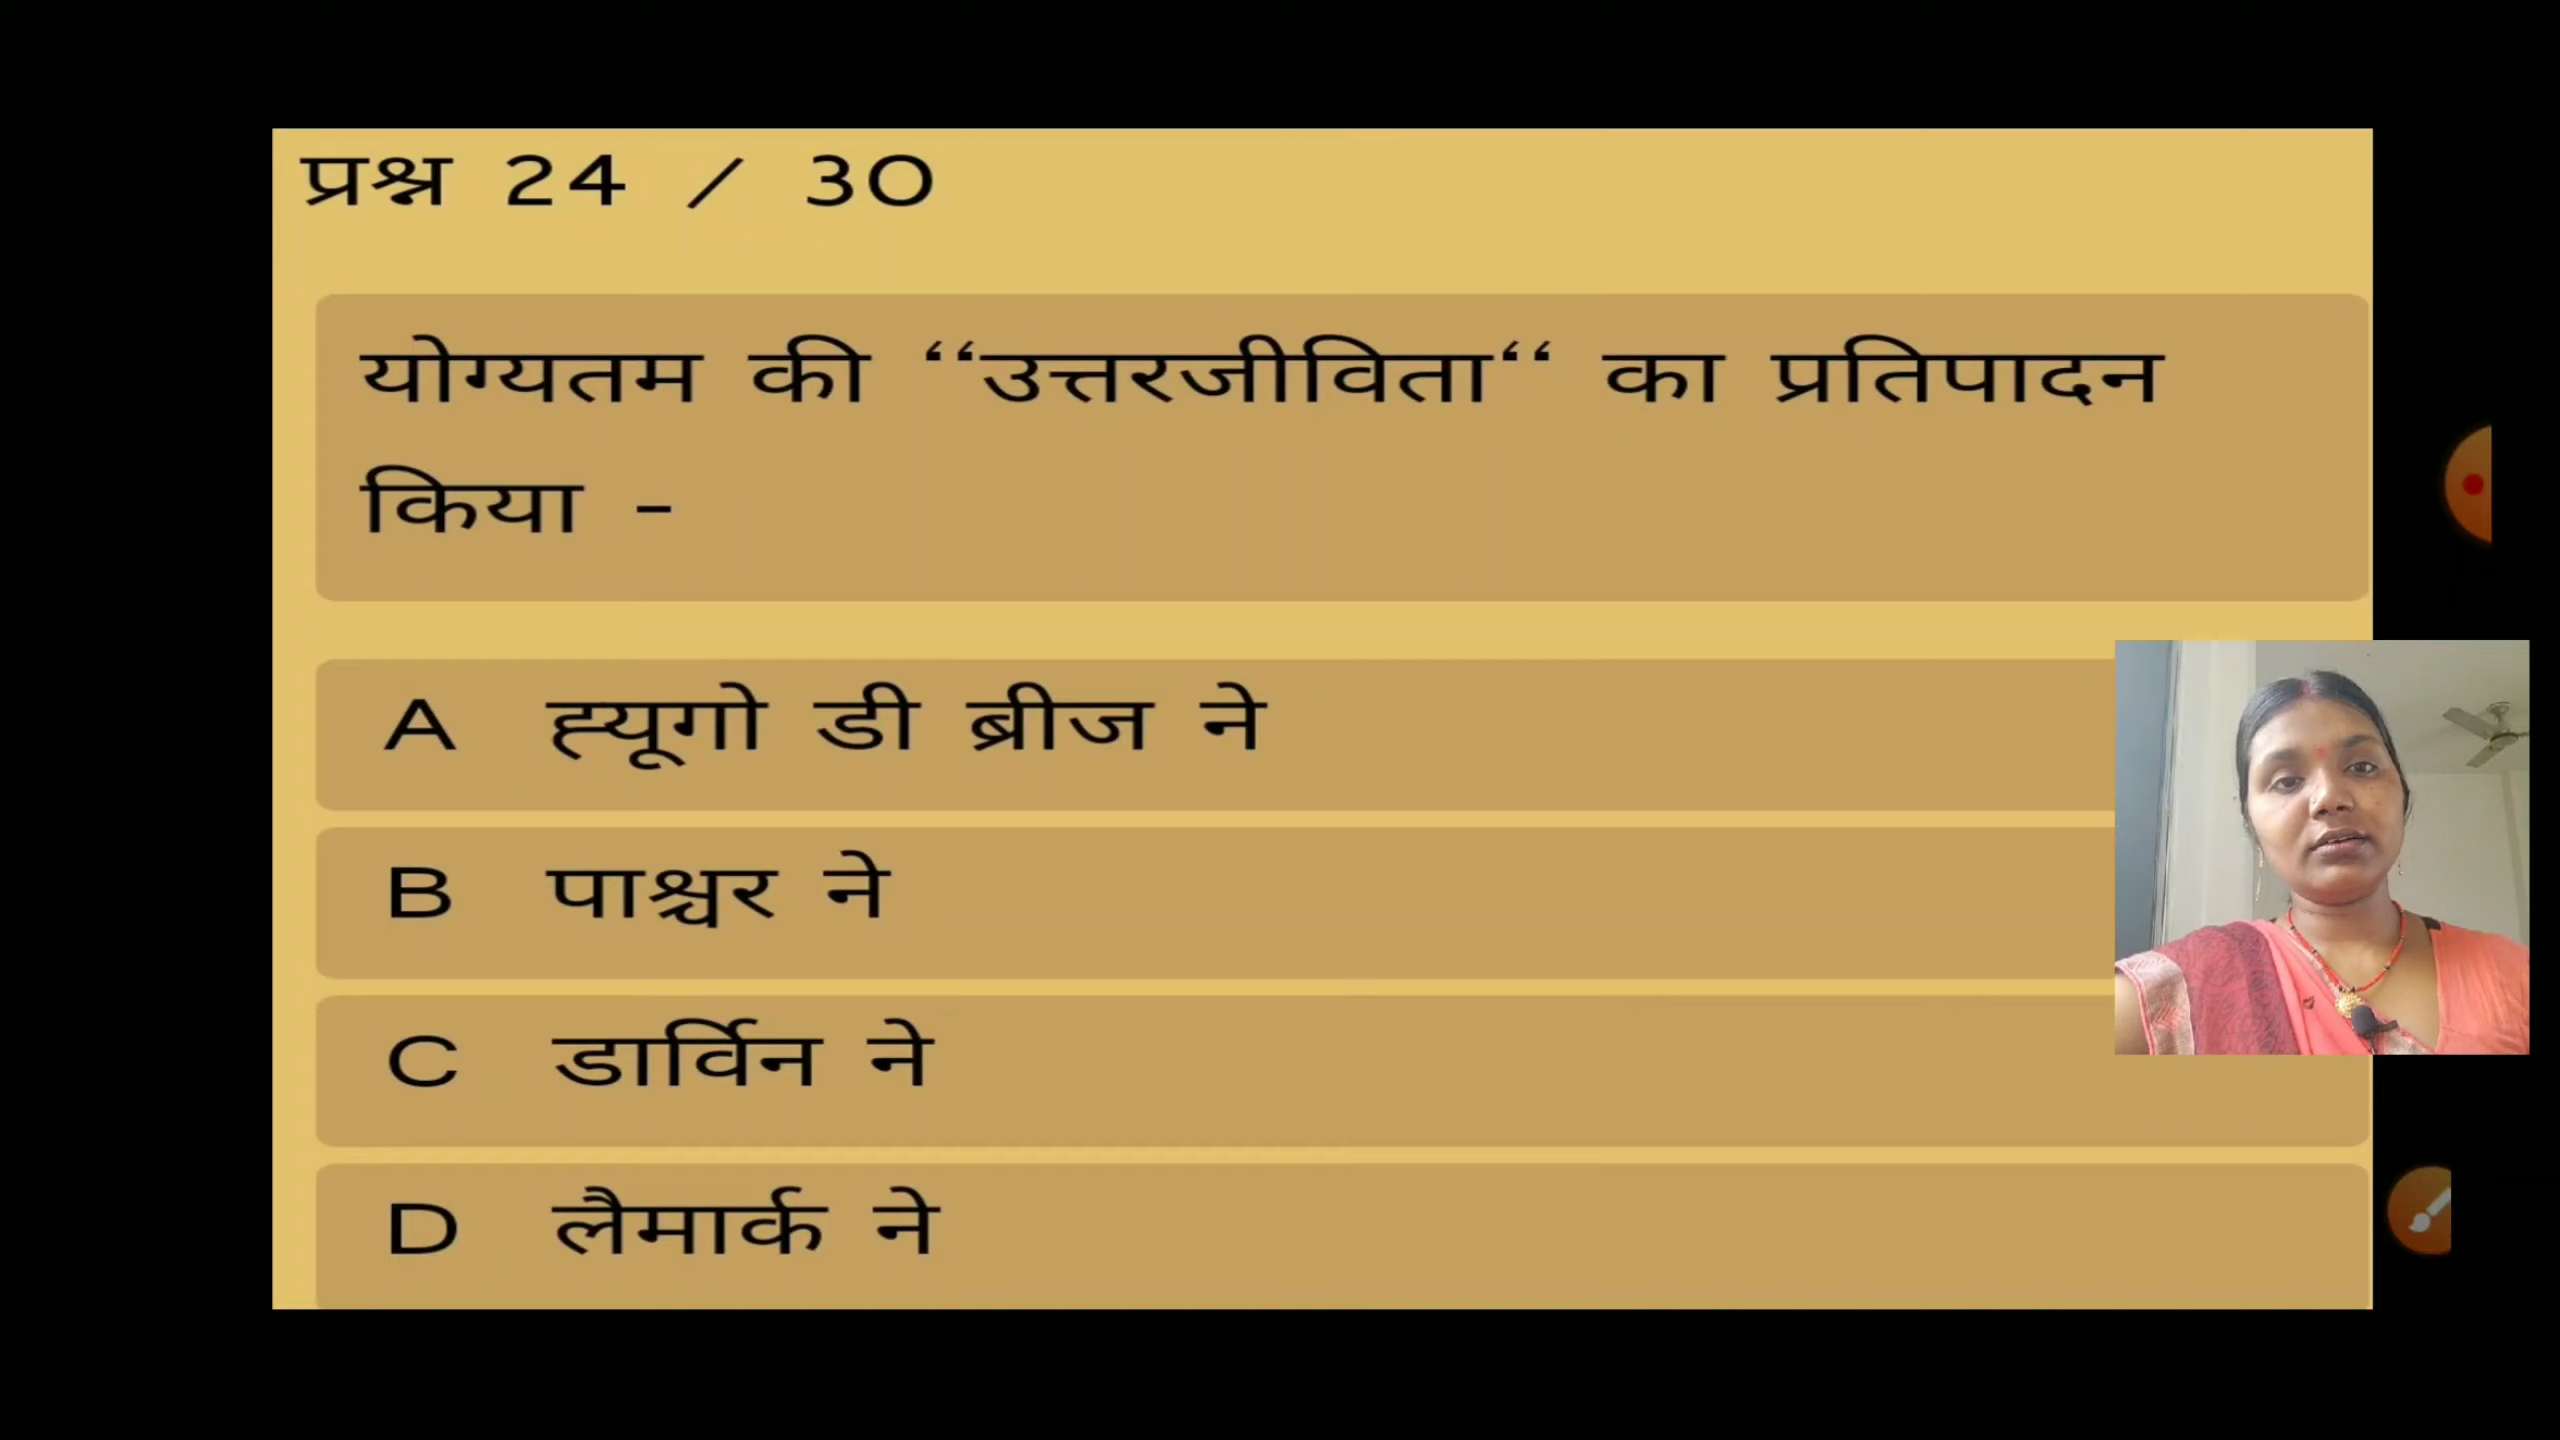 प्रश्न 24 / 30
योग्यतम की ‘‘उत्तरजीविता‘‘ का प्रतिपादन
किया -
A ह्यूगो डी ब्रीज ने
B पाश्चर ने
C डार्विन ने
D लैमार्क ने